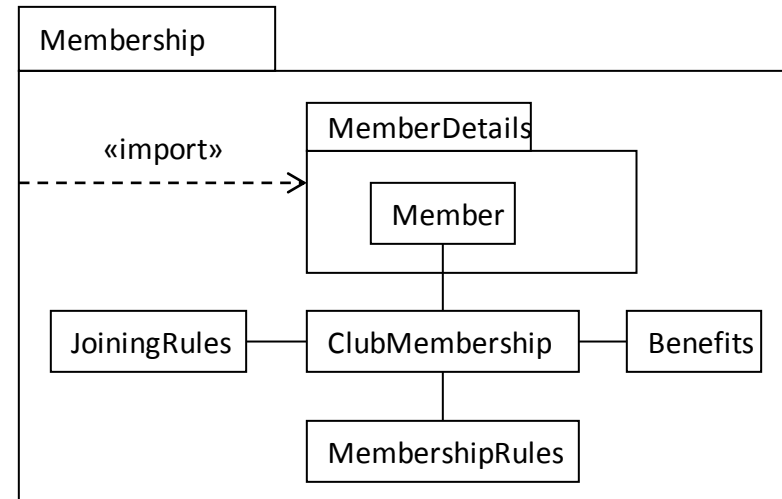 Membership
MemberDetails
«import»
Member
JoiningRules
ClubMembership
Benefits
MembershipRules